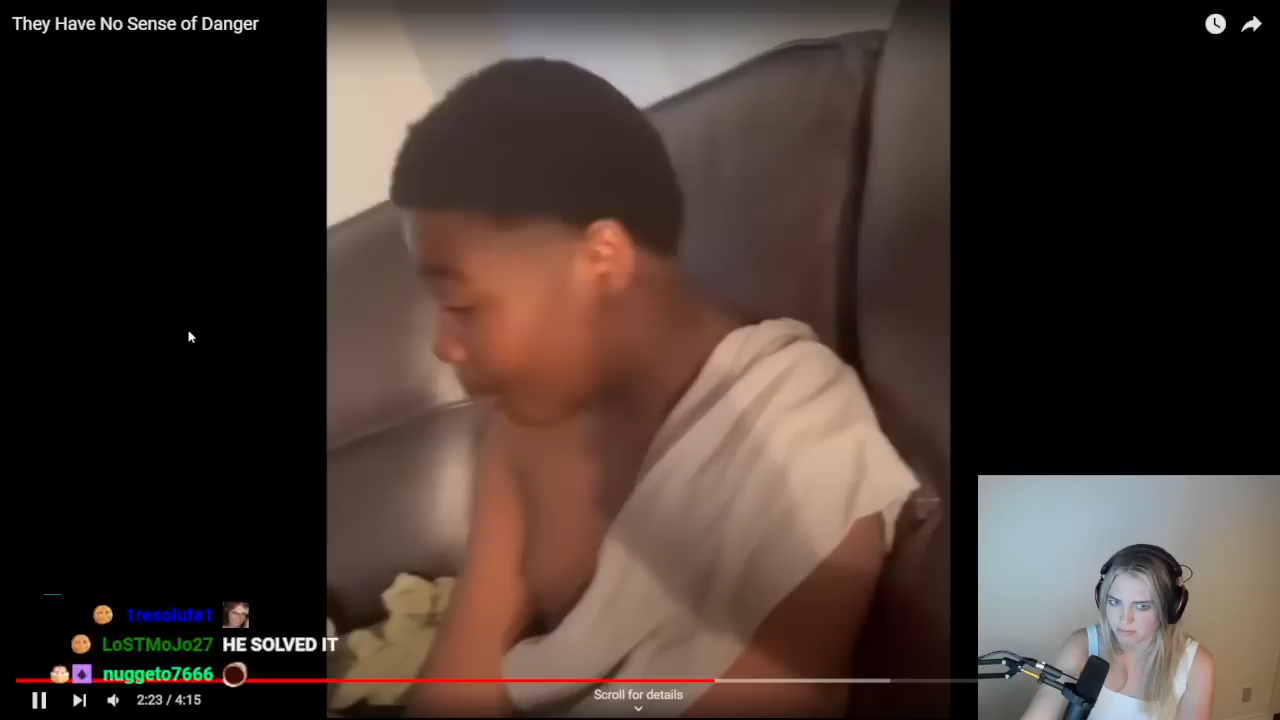 They Have No Sense of Danger
1resolute1
LoSTMoJo27 HE SOLVED IT
nuggeto7666
2:23 / 4:15
Scroll for details